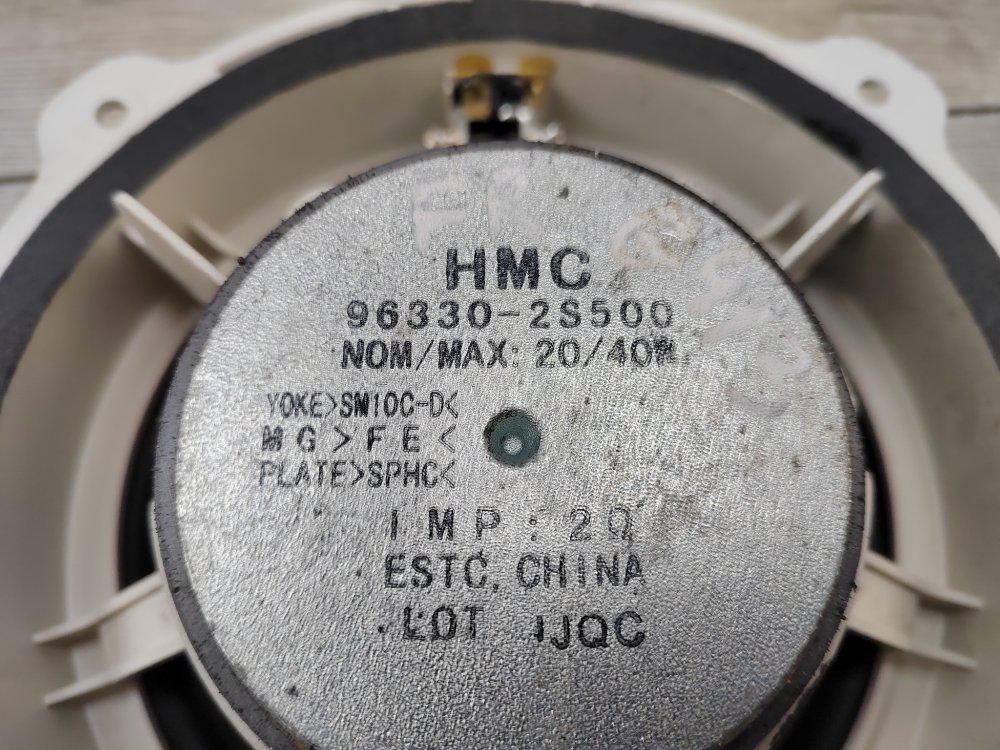 FR
HMC
96330-2S500
NOM/MAX: 20/40W
YOKE>SM10C-D<
MG>FE<
PLATE>SPHC<
IMP: 2Ω
ESTC, CHINA
LOT IJQC